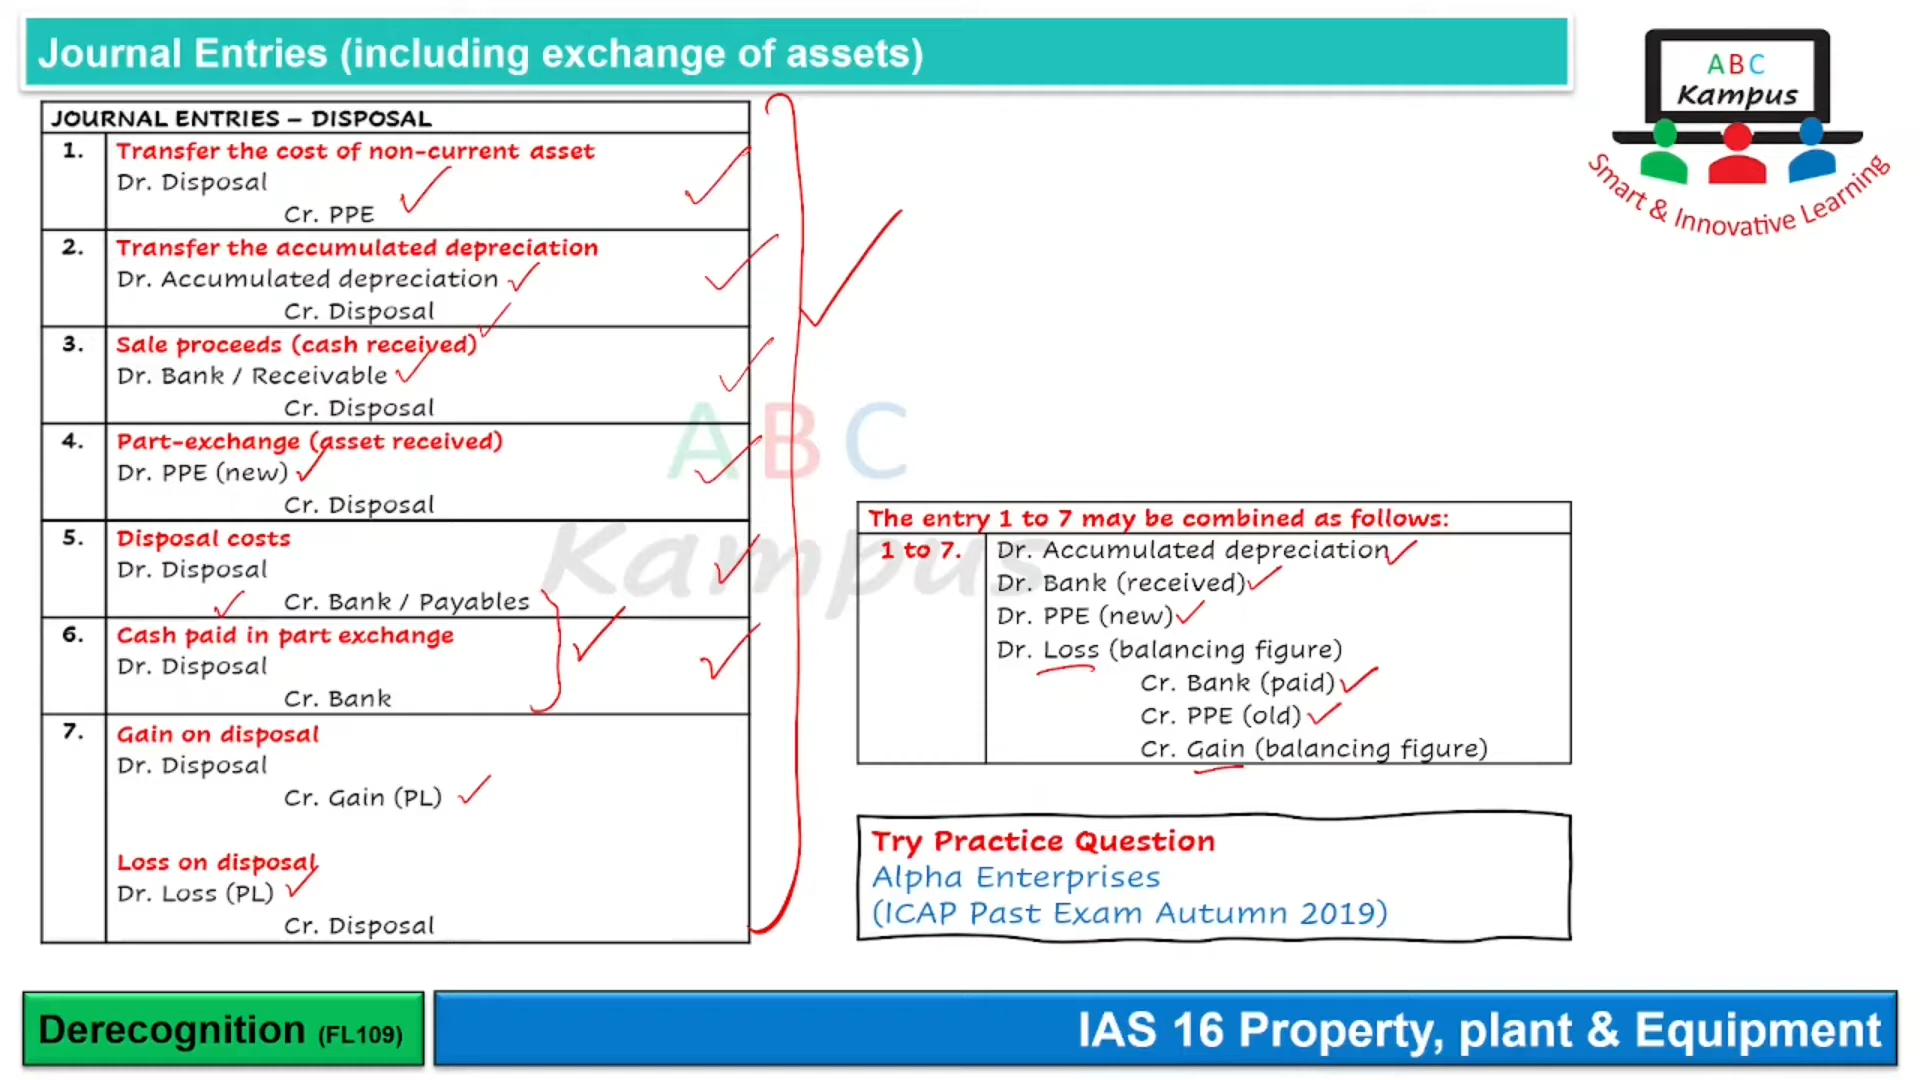 Journal Entries (including exchange of assets)
JOURNAL ENTRIES – DISPOSAL
1. Transfer the cost of non-current asset
Dr. Disposal
Cr. PPE
2. Transfer the accumulated depreciation
Dr. Accumulated depreciation
Cr. Disposal
3. Sale proceeds (cash received)
Dr. Bank / Receivable
Cr. Disposal
4. Part-exchange (asset received)
Dr. PPE (new)
Cr. Disposal
5. Disposal costs
Dr. Disposal
Cr. Bank / Payables
6. Cash paid in part exchange
Dr. Disposal
Cr. Bank
7. Gain on disposal
Dr. Disposal
Cr. Gain (PL)
Loss on disposal
Dr. Loss (PL)
Cr. Disposal
ABC
Kampus
ABC
Kampus
Smart & Innovative Learning
The entry 1 to 7 may be combined as follows:
1 to 7. Dr. Accumulated depreciation
Dr. Bank (received)
Dr. PPE (new)
Dr. Loss (balancing figure)
Cr. Bank (paid)
Cr. PPE (old)
Cr. Gain (balancing figure)
Try Practice Question
Alpha Enterprises
(ICAP Past Exam Autumn 2019)
Derecognition (FL109)
IAS 16 Property, plant & Equipment